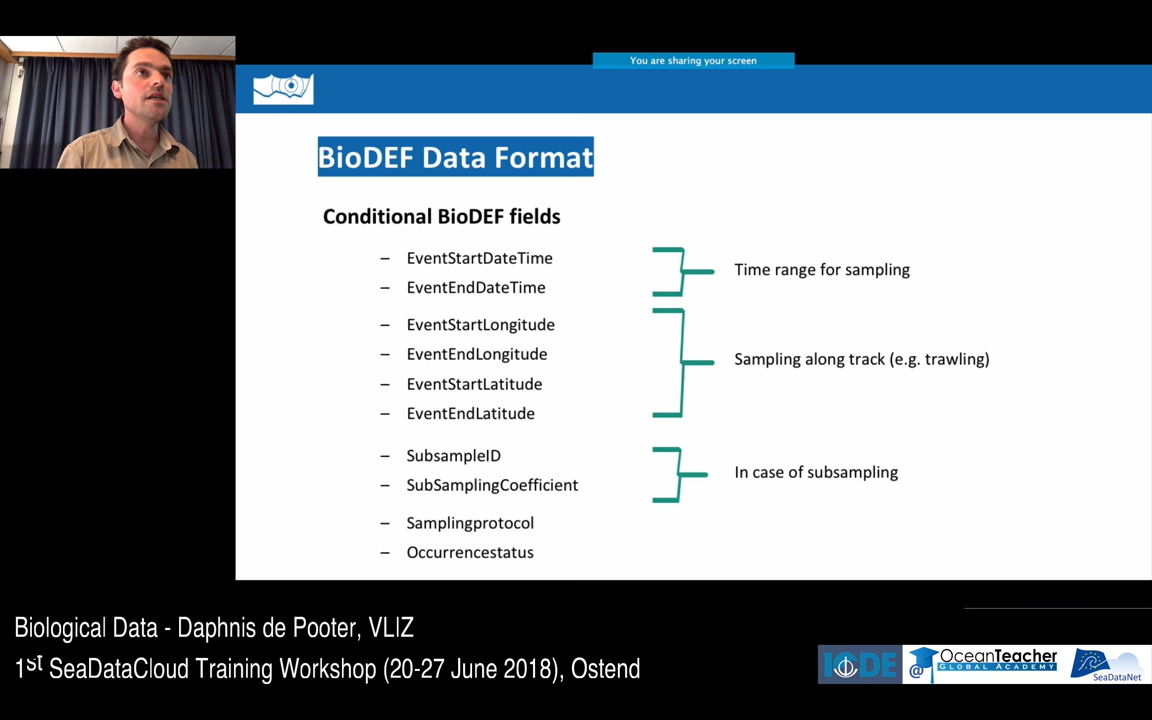 You are sharing your screen
BioDEF Data Format
Conditional BioDEF fields
– EventStartDateTime
– EventEndDateTime
Time range for sampling
– EventStartLongitude
– EventEndLongitude
– EventStartLatitude
– EventEndLatitude
Sampling along track (e.g. trawling)
– SubsampleID
– SubSamplingCoefficient
In case of subsampling
– Samplingprotocol
– Occurrencestatus
Biological Data - Daphnis de Pooter, VLIZ
1st SeaDataCloud Training Workshop (20-27 June 2018), Ostend
IODE
@ OceanTeacher
GLOBAL ACADEMY
SeaDataNet